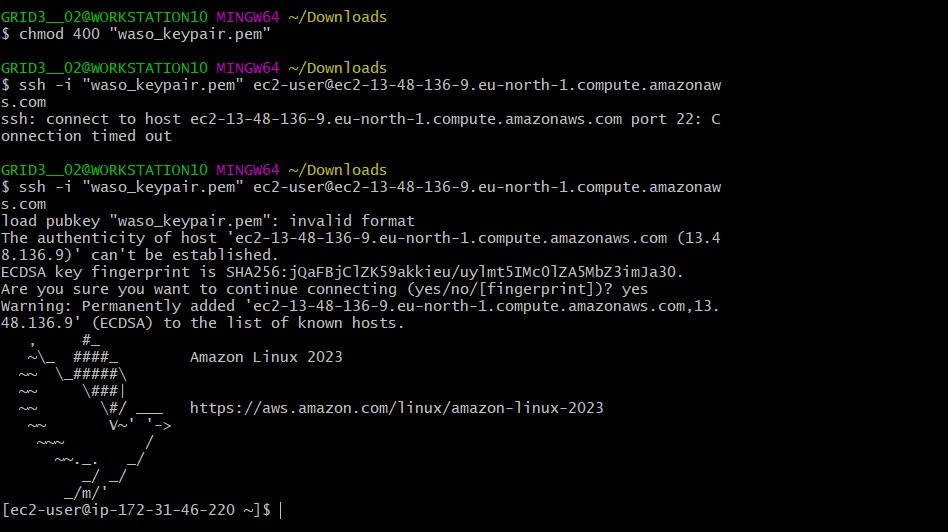 GRID3__02@WORKSTATION10 MINGW64 ~/Downloads
$ chmod 400 "waso_keypair.pem"

GRID3__02@WORKSTATION10 MINGW64 ~/Downloads
$ ssh -i "waso_keypair.pem" ec2-user@ec2-13-48-136-9.eu-north-1.compute.amazonaw
s.com
ssh: connect to host ec2-13-48-136-9.eu-north-1.compute.amazonaws.com port 22: C
onnection timed out

GRID3__02@WORKSTATION10 MINGW64 ~/Downloads
$ ssh -i "waso_keypair.pem" ec2-user@ec2-13-48-136-9.eu-north-1.compute.amazonaw
s.com
load pubkey "waso_keypair.pem": invalid format
The authenticity of host 'ec2-13-48-136-9.eu-north-1.compute.amazonaws.com (13.4
8.136.9)' can't be established.
ECDSA key fingerprint is SHA256:jQaFBjClZK59akkieu/uylmt5IMcOlZA5MbZ3imJa30.
Are you sure you want to continue connecting (yes/no/[fingerprint])? yes
Warning: Permanently added 'ec2-13-48-136-9.eu-north-1.compute.amazonaws.com,13.
48.136.9' (ECDSA) to the list of known hosts.
   ,     #_
   ~\_  ####_        Amazon Linux 2023
  ~~  \_#####\
  ~~     \###|
  ~~       \#/ ___   https://aws.amazon.com/linux/amazon-linux-2023
   ~~       V~' '->
    ~~~         /
      ~~._.   _/
         _/ _/
       _/m/'
[ec2-user@ip-172-31-46-220 ~]$